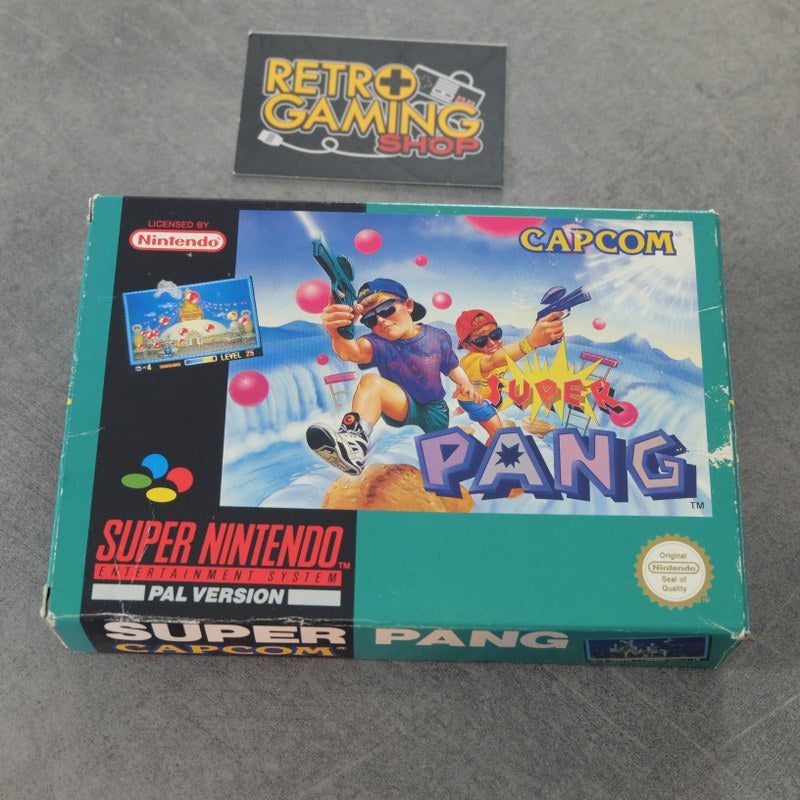 RETRO
GAMING
SHOP
LICENSED BY
Nintendo
CAPCOM
LEVEL 25
SUPER
PANG
TM
SUPER NINTENDO
TM
ENTERTAINMENT SYSTEM
PAL VERSION
Original
Nintendo
Seal of
Quality
SUPER PANG
CAPCOM